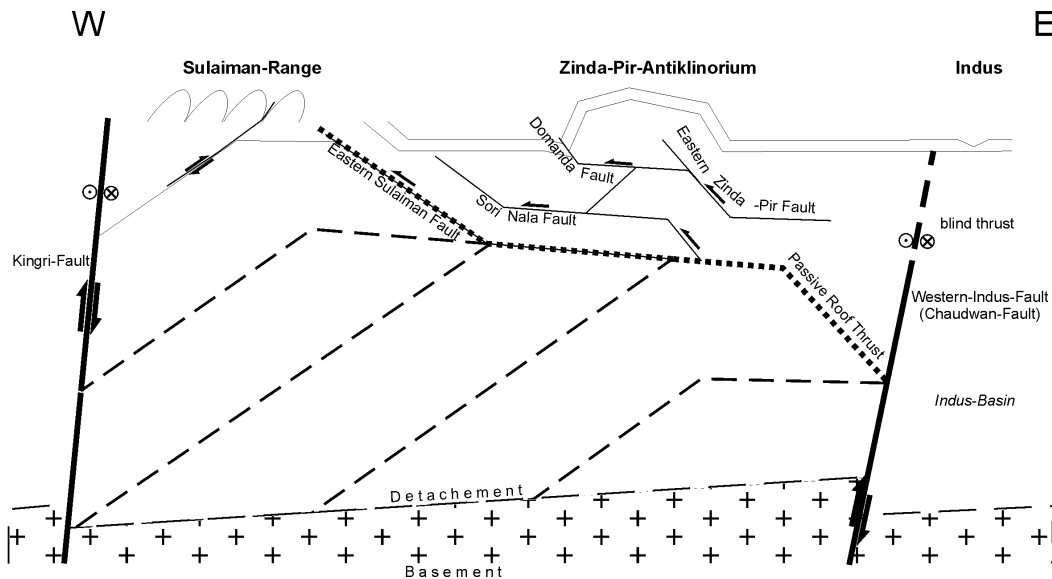 W
E
Sulaiman-Range
Zinda-Pir-Antiklinorium
Indus
Domanda
Fault
Eastern
Zinda
-Pir Fault
Eastern Sulaiman Fault
Sori
Nala Fault
blind thrust
Kingri-Fault
Passive Roof Thrust
Western-Indus-Fault
(Chaudwan-Fault)
Indus-Basin
Detachement
Basement